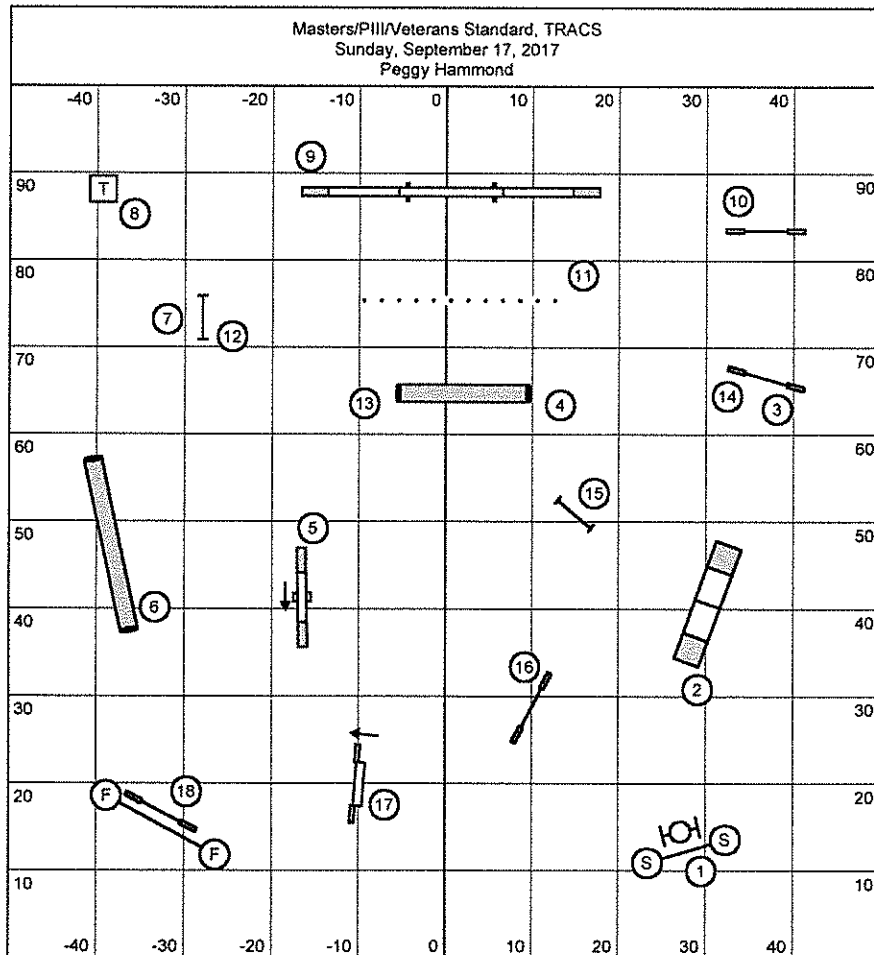 Masters/PIII/Veterans Standard, TRACS
Sunday, September 17, 2017
Peggy Hammond
-40 -30 -20 -10 0 10 20 30 40
9
90 T 90
8 10
80 11 80
7 12
70 70
14 3
13 4
60 60
15
5
50 50
6
40 40
16
2
30 30
18
20 F 17 20
S
F S
1
10 10
-40 -30 -20 -10 0 10 20 30 40